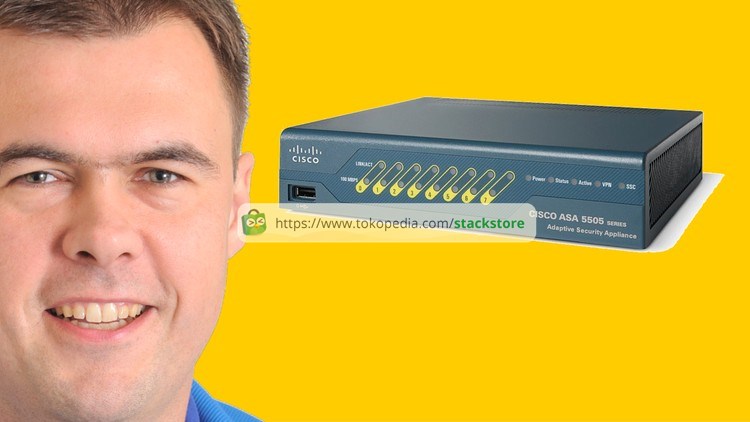 CISCO
LINK/ACT
100 MBPS
0 1 2 3 4 5 6 7
Power Status Active VPN SSC
https://www.tokopedia.com/stackstore
CISCO ASA 5505 SERIES
Adaptive Security Appliance